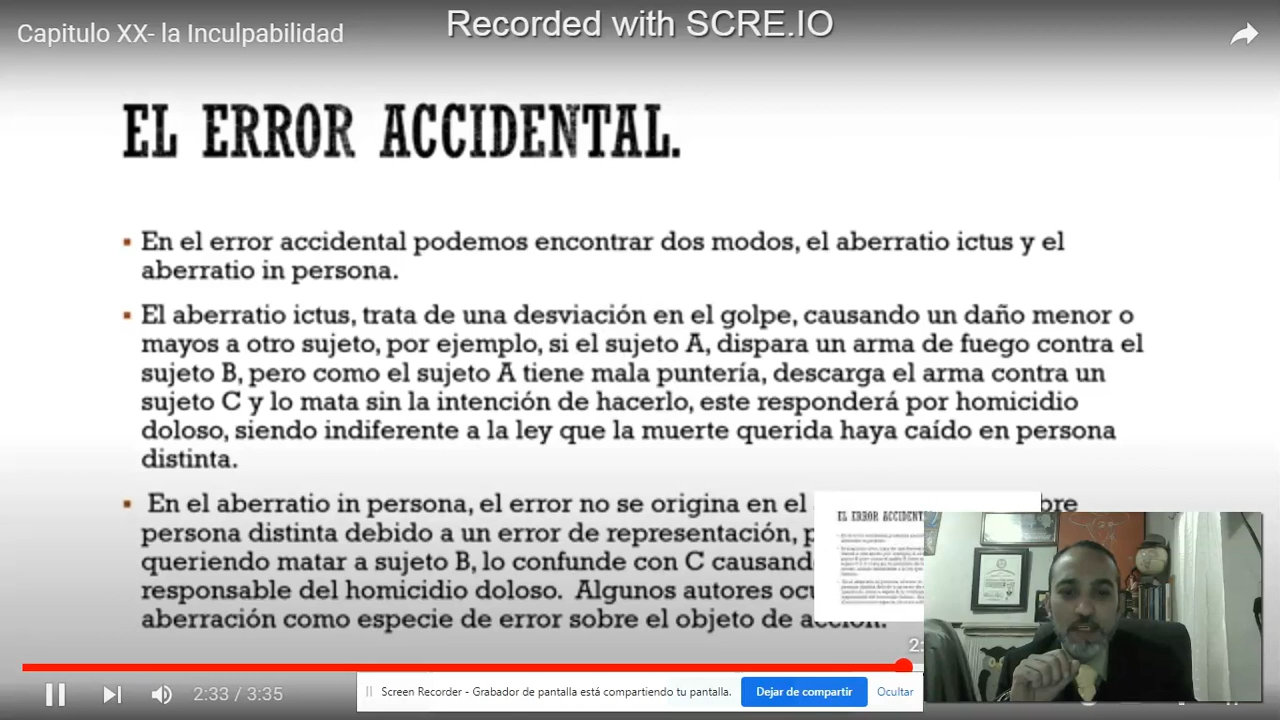 Recorded with SCRE.IO
Capitulo XX- la Inculpabilidad
EL ERROR ACCIDENTAL.
▪ En el error accidental podemos encontrar dos modos, el aberratio ictus y el
aberratio in persona.
▪ El aberratio ictus, trata de una desviación en el golpe, causando un daño menor o
mayos a otro sujeto, por ejemplo, si el sujeto A, dispara un arma de fuego contra el
sujeto B, pero como el sujeto A tiene mala puntería, descarga el arma contra un
sujeto C y lo mata sin la intención de hacerlo, este responderá por homicidio
doloso, siendo indiferente a la ley que la muerte querida haya caído en persona
distinta.
▪ En el aberratio in persona, el error no se origina en el
persona distinta debido a un error de representación,
queriendo matar a sujeto B, lo confunde con C
responsable del homicidio doloso. Algunos autores
aberración como especie de error sobre el objeto de acción.
EL ERROR
2:33 / 3:35
Screen Recorder - Grabador de pantalla está compartiendo tu pantalla.
Dejar de compartir
Ocultar